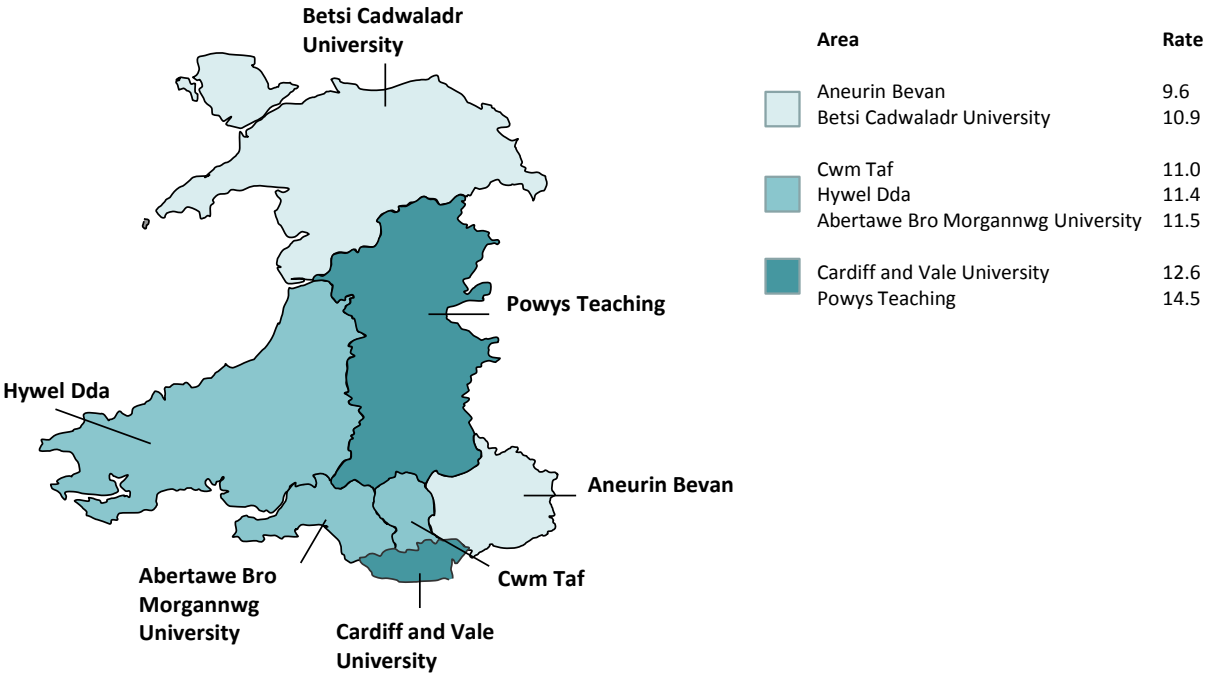 Betsi Cadwaladr
University
Powys Teaching
Hywel Dda
Aneurin Bevan
Abertawe Bro
Morgannwg
University
Cwm Taf
Cardiff and Vale
University
Area Rate
Aneurin Bevan 9.6
Betsi Cadwaladr University 10.9
Cwm Taf 11.0
Hywel Dda 11.4
Abertawe Bro Morgannwg University 11.5
Cardiff and Vale University 12.6
Powys Teaching 14.5